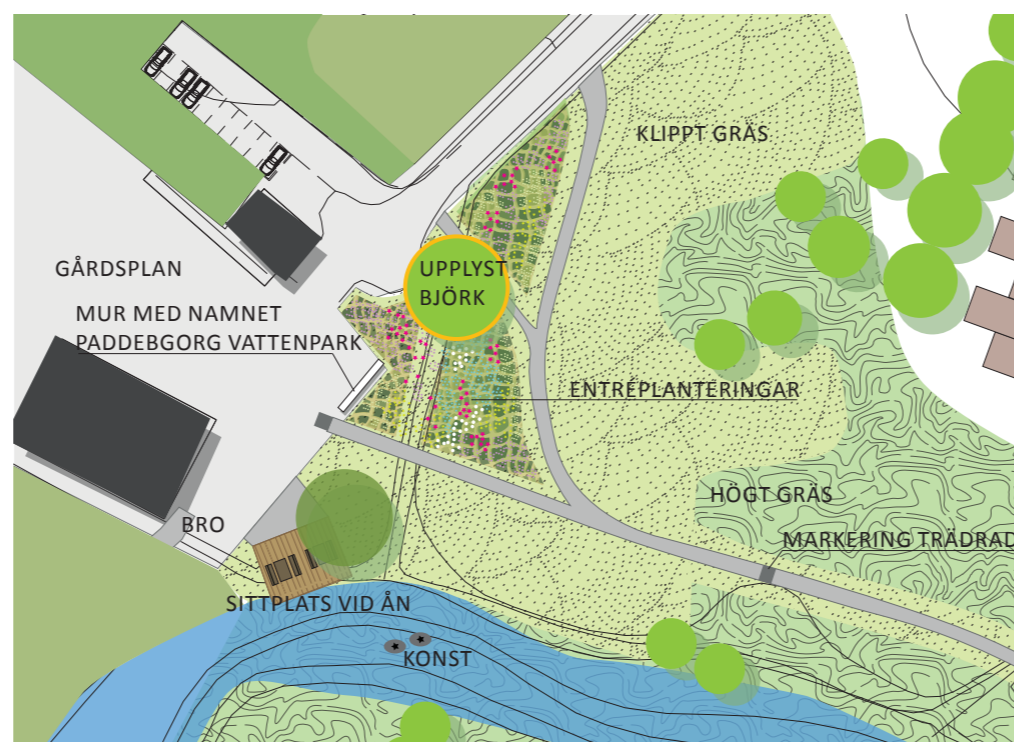 KLIPPT GRÄS
UPPLYST
BJÖRK
GÅRDSPLAN
MUR MED NAMNET
PADDEBGORG VATTENPARK
ENTRÉPLANTERINGAR
HÖGT GRÄS
BRO
MARKERING TRÄDRAD
SITTPLATS VID ÅN
KONST